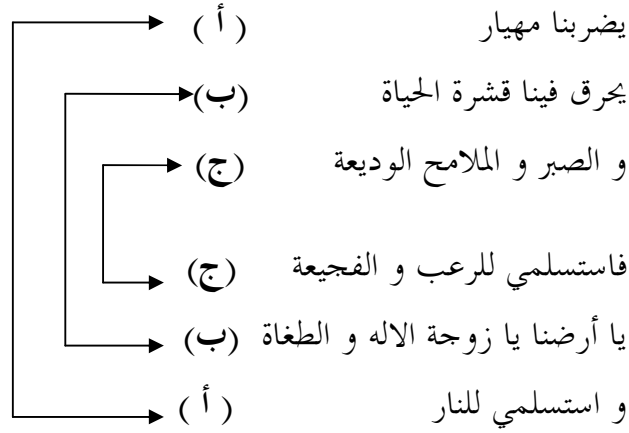 يضربنا مهيار ( أ )
يحرق فينا قشرة الحياة (ب)
و الصبر و الملامح الوديعة (ج)
فاستسلمي للرعب و الفجيعة (ج)
يا أرضنا يا زوجة الاله و الطغاة (ب)
و استسلمي للنار ( أ )